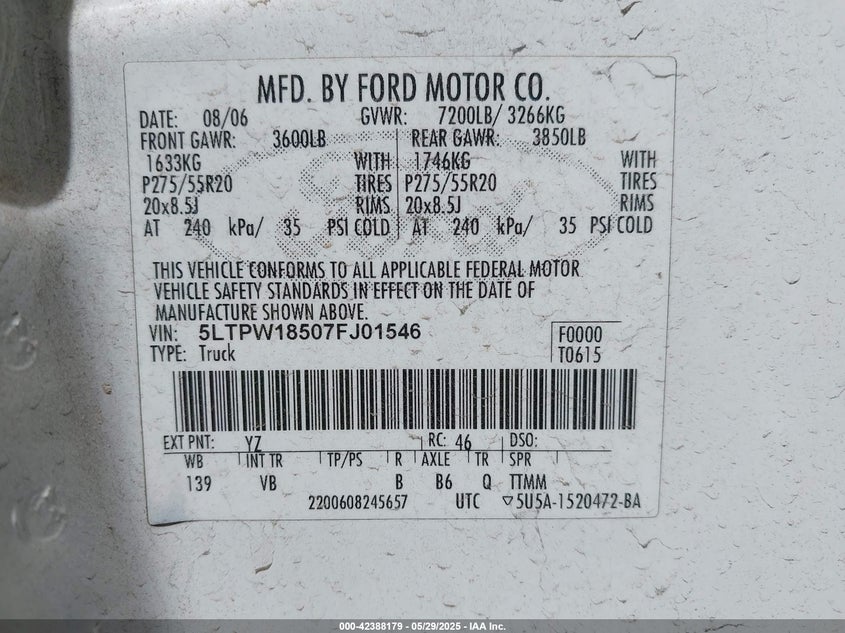 MFD. BY FORD MOTOR CO.
DATE: 08/06 GVWR: 7200LB/ 3266KG
FRONT GAWR: 3600LB REAR GAWR: 3850LB
1633KG WITH 1746KG WITH
P275/55R20 TIRES P275/55R20 TIRES
20x8.5J RIMS 20x8.5J RIMS
AT 240 kPa/ 35 PSI COLD AT 240 kPa/ 35 PSI COLD
THIS VEHICLE CONFORMS TO ALL APPLICABLE FEDERAL MOTOR
VEHICLE SAFETY STANDARDS IN EFFECT ON THE DATE OF
MANUFACTURE SHOWN ABOVE.
VIN: 5LTPW18507FJ01546 F0000
TYPE: Truck T0615
EXT PNT: YZ RC: 46 DSO:
WB INT TR TP/PS R AXLE TR SPR
139 VB B B6 Q TTMM
2200608245657 UTC ▽5U5A-1520472-BA
000-42388179 - 05/29/2025 - IAA Inc.